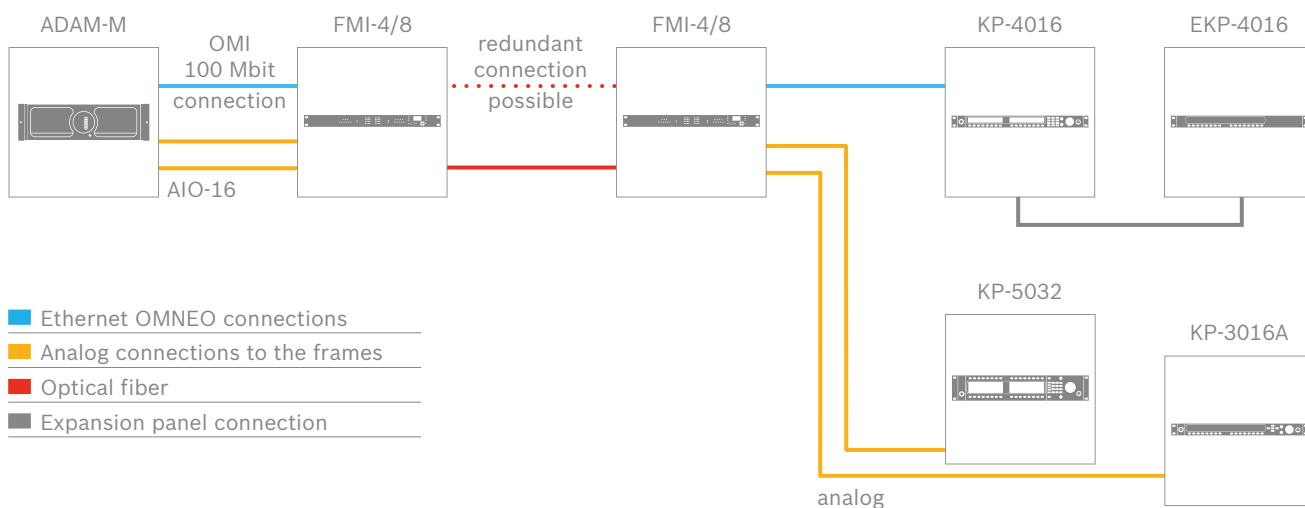 ADAM-M
FMI-4/8
FMI-4/8
KP-4016
EKP-4016
OMI
100 Mbit
connection
redundant
connection
possible
AIO-16
KP-5032
KP-3016A
Ethernet OMNEO connections
Analog connections to the frames
Optical fiber
Expansion panel connection
analog